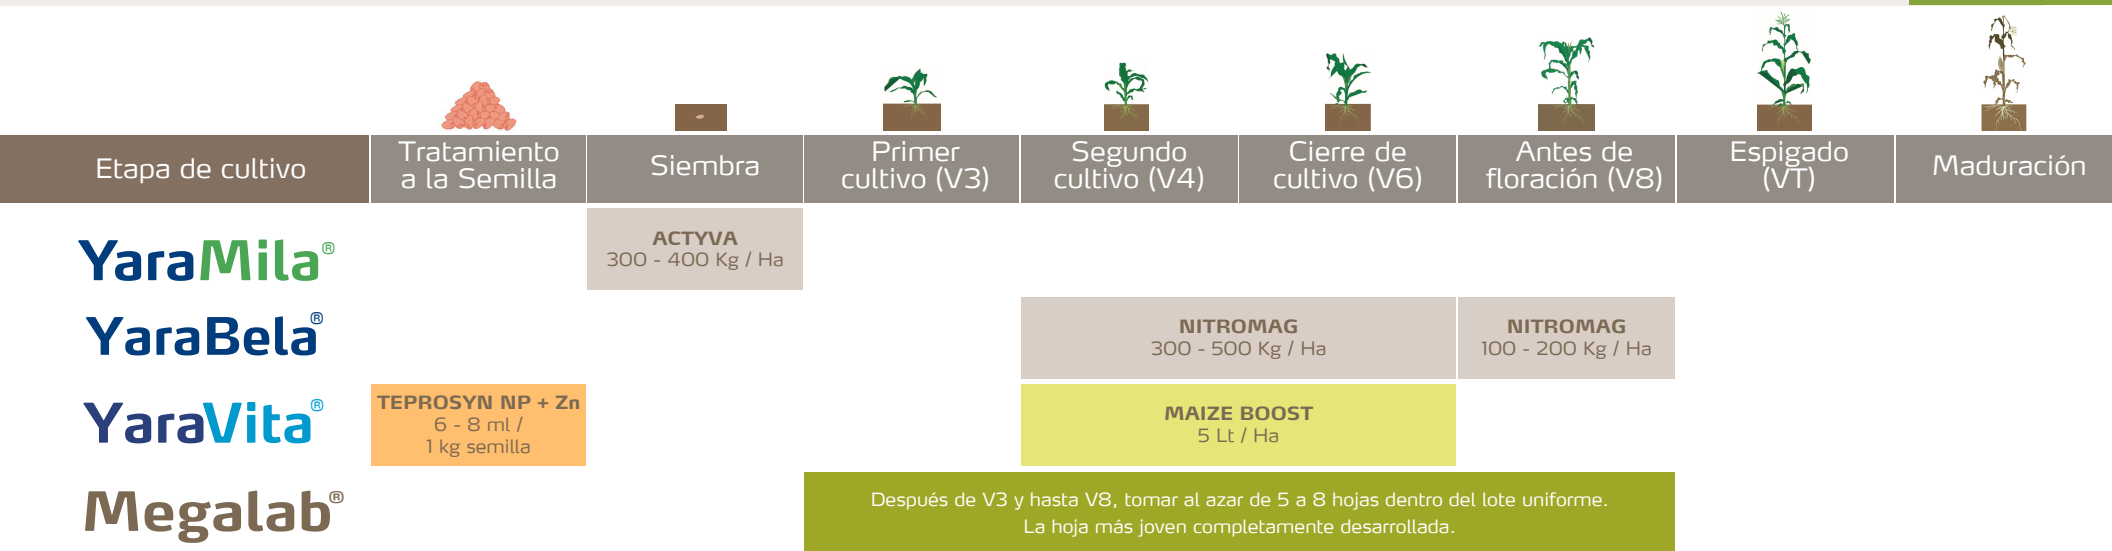 Etapa de cultivo
Tratamiento
a la Semilla
Siembra
Primer
cultivo (V3)
Segundo
cultivo (V4)
Cierre de
cultivo (V6)
Antes de
floración (V8)
Espigado
(VT)
Maduración
YaraMila®
ACTYVA
300 - 400 Kg / Ha
YaraBela®
NITROMAG
300 - 500 Kg / Ha
NITROMAG
100 - 200 Kg / Ha
YaraVita®
TEPROSYN NP + Zn
6 - 8 ml /
1 kg semilla
MAIZE BOOST
5 Lt / Ha
Megalab®
Después de V3 y hasta V8, tomar al azar de 5 a 8 hojas dentro del lote uniforme.
La hoja más joven completamente desarrollada.